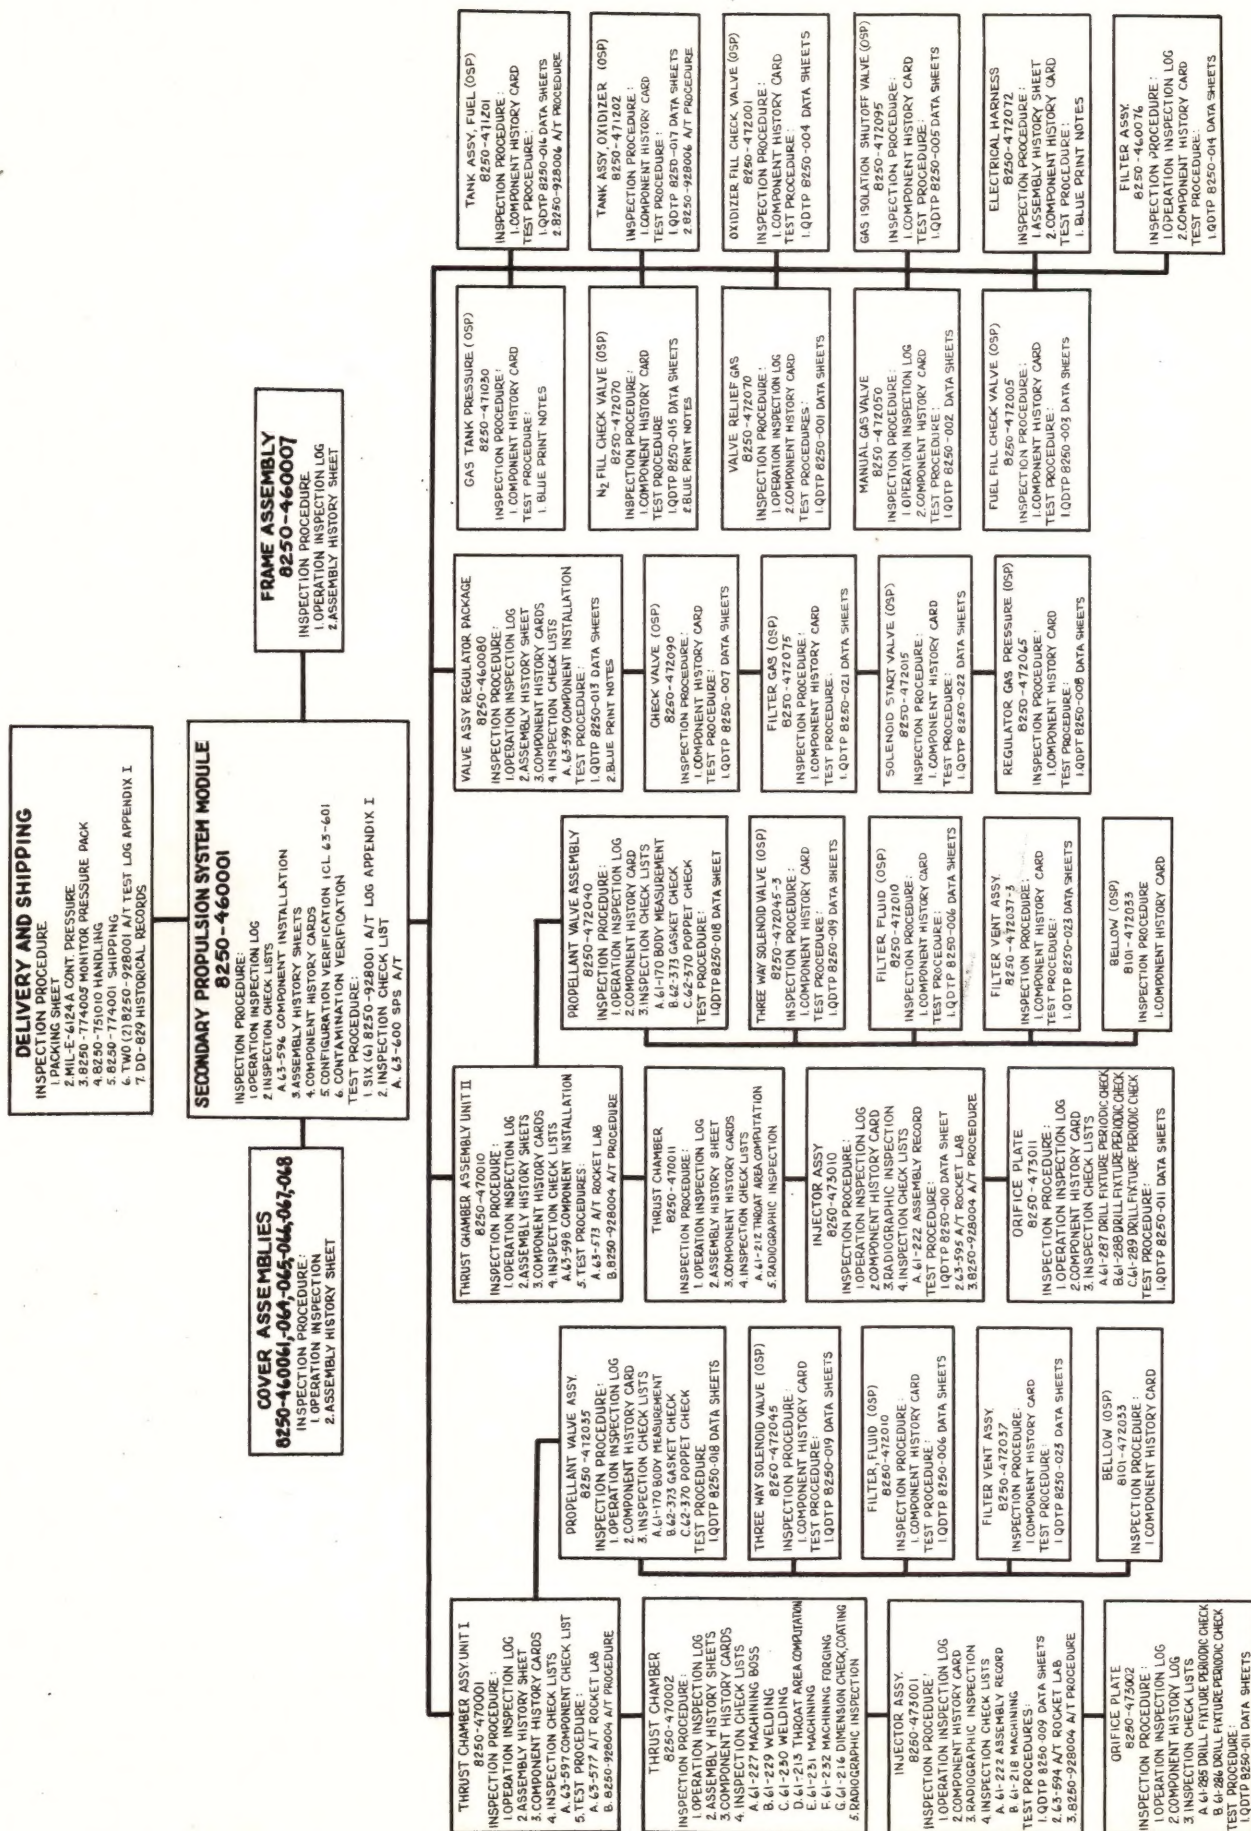 DELIVERY AND SHIPPING
INSPECTION PROCEDURE
1. PACKING SHEET
2. MIL-E-6124A CONT. PRESSURE
3. 8250-774005 MONITOR PRESSURE PACK
4. 8250-751010 HANDLING
5. 8250-774001 SHIPPING
6. TWO (2) 8250-928001 A/T TEST LOG APPENDIX I
7. DD-829 HISTORICAL RECORDS
COVER ASSEMBLIES
8250-460061,-064,-065,-066,-067,-068
INSPECTION PROCEDURE:
1. OPERATION INSPECTION
2. ASSEMBLY HISTORY SHEET
SECONDARY PROPULSION SYSTEM MODULE
8250-460001
INSPECTION PROCEDURE:
1 OPERATION INSPECTION LOG
2 INSPECTION CHECK LISTS
A. 63-596 COMPONENT INSTALLATION
3. ASSEMBLY HISTORY SHEETS
4. COMPONENT HISTORY CARDS
5. CONFIGURATION VERIFICATION ICL 63-601
6. CONTAMINATION VERIFICATION
TEST PROCEDURE:
1 SIX (6) 8250-928001 A/T LOG APPENDIX I
2. INSPECTION CHECK LIST
A. 63-600 SPS A/T
FRAME ASSEMBLY
8250-460007
INSPECTION PROCEDURE
1. OPERATION INSPECTION LOG
2. ASSEMBLY HISTORY SHEET
THRUST CHAMBER ASSY. UNIT I
8250-470001
INSPECTION PROCEDURE:
1. OPERATION INSPECTION LOG
2. ASSEMBLY HISTORY SHEET
3. COMPONENT HISTORY CARDS
4. INSPECTION CHECK LISTS
A. 63-597 COMPONENT CHECK LIST
5. TEST PROCEDURE:
A. 63-577 A/T ROCKET LAB
B. 8250-928004 A/T PROCEDURE
THRUST CHAMBER
8250-470002
INSPECTION PROCEDURE:
1. OPERATION INSPECTION LOG
2. ASSEMBLY HISTORY SHEETS
3. COMPONENT HISTORY CARDS
4. INSPECTION CHECK LISTS
A. 61-227 MACHINING BOSS
B. 61-229 WELDING
C. 61-230 WELDING
D. 61-213 THROAT AREA COMPUTATION
E. 61-231 MACHINING
F. 61-232 MACHINING FORGING
G. 61-216 DIMENSION CHECK, COATING
5. RADIOGRAPHIC INSPECTION
INJECTOR ASSY.
8250-473001
INSPECTION PROCEDURE:
1. OPERATION INSPECTION LOG
2 COMPONENT HISTORY CARD
3. RADIOGRAPHIC INSPECTION
4 INSPECTION CHECK LISTS
A. 61-222 ASSEMBLY RECORD
B. 61-218 MACHINING
TEST PROCEDURES:
1. QDTP 8250-009 DATA SHEETS
2. 63-594 A/T ROCKET LAB
3. 8250-928004 A/T PROCEDURE
ORIFICE PLATE
8250-473002
INSPECTION PROCEDURE:
1 OPERATION INSPECTION LOG
2 COMPONENT HISTORY LOG
3 INSPECTION CHECKLISTS
A 61-285 DRILL FIXTURE PERIODIC CHECK
B 61-286 DRILL FIXTURE PERIODIC CHECK
TEST PROCEDURE:
1. QDTP 8250-011 DATA SHEETS
PROPELLANT VALVE ASSY.
8250-472035
INSPECTION PROCEDURE:
1. OPERATION INSPECTION LOG
2. COMPONENT HISTORY CARD
3. INSPECTION CHECK LISTS
A. 61-170 BODY MEASUREMENT
B. 62-373 GASKET CHECK
C. 62-370 POPPET CHECK
TEST PROCEDURE
1. QDTP 8250-018 DATA SHEETS
THREE WAY SOLENOID VALVE (OSP)
8250-472045
INSPECTION PROCEDURE:
1. COMPONENT HISTORY CARD
TEST PROCEDURE:
1. QDTP 8250-019 DATA SHEETS
FILTER, FLUID (OSP)
8250-472010
INSPECTION PROCEDURE:
1. COMPONENT HISTORY CARD
TEST PROCEDURE:
1. QDTP 8250-006 DATA SHEETS
FILTER VENT ASSY.
8250-472037
INSPECTION PROCEDURE:
1 COMPONENT HISTORY CARD
TEST PROCEDURE:
1 QDTP 8250-023 DATA SHEETS
BELLOW (OSP)
8101-472033
INSPECTION PROCEDURE:
1 COMPONENT HISTORY CARD
THRUST CHAMBER ASSEMBLY UNIT II
8250-470010
INSPECTION PROCEDURE:
1. OPERATION INSPECTION LOG
2. ASSEMBLY HISTORY SHEETS
3. COMPONENT HISTORY CARDS
4. INSPECTION CHECK LISTS
A. 63-598 COMPONENT INSTALLATION
5. TEST PROCEDURES:
A. 63-573 A/T ROCKET LAB
B. 8250-928004 A/T PROCEDURE
THRUST CHAMBER
8250-470011
INSPECTION PROCEDURE:
1. OPERATION INSPECTION LOG
2. ASSEMBLY HISTORY SHEET
3. COMPONENT HISTORY CARDS
4. INSPECTION CHECK LISTS
A. 61-212 THROAT AREA COMPUTATION
5. RADIOGRAPHIC INSPECTION
INJECTOR ASSY
8250-473010
INSPECTION PROCEDURE:
1. OPERATION INSPECTION LOG
2 COMPONENT HISTORY CARD
3. RADIOGRAPHIC INSPECTION
4. INSPECTION CHECK LISTS
A. 61-222 ASSEMBLY RECORD
TEST PROCEDURE:
1. QDTP 8250-010 DATA SHEET
2. 63-595 A/T ROCKET LAB
3. 8250-928004 A/T PROCEDURE
ORIFICE PLATE
8250-473011
INSPECTION PROCEDURE:
1. OPERATION INSPECTION LOG
2. COMPONENT HISTORY CARD
3. INSPECTION CHECK LISTS
A. 61-287 DRILL FIXTURE PERIODIC CHECK
B. 61-288 DRILL FIXTURE PERIODIC CHECK
C. 61-289 DRILL FIXTURE PERIODIC CHECK
TEST PROCEDURE:
1. QDTP 8250-011 DATA SHEETS
PROPELLANT VALVE ASSEMBLY
8250-472040
INSPECTION PROCEDURE:
1. OPERATION INSPECTION LOG
2. COMPONENT HISTORY CARD
3. INSPECTION CHECK LISTS
A. 61-170 BODY MEASUREMENT
B. 62-373 GASKET CHECK
C. 62-370 POPPET CHECK
TEST PROCEDURE:
1. QDTP 8250-018 DATA SHEET
THREE WAY SOLENOID VALVE (OSP)
8250-472045-3
INSPECTION PROCEDURE:
1. COMPONENT HISTORY CARD
TEST PROCEDURE:
1. QDTP 8250-019 DATA SHEETS
FILTER, FLUID (OSP)
8250-472010
INSPECTION PROCEDURE:
1. COMPONENT HISTORY CARD
TEST PROCEDURE:
1. QDTP 8250-006 DATA SHEETS
FILTER VENT ASSY.
8250-472037-3
INSPECTION PROCEDURE:
1. COMPONENT HISTORY CARD
TEST PROCEDURE:
1. QDTP 8250-023 DATA SHEETS
BELLOW (OSP)
8101-472033
INSPECTION PROCEDURE
1. COMPONENT HISTORY CARD
VALVE ASSY REGULATOR PACKAGE
8250-460080
INSPECTION PROCEDURE:
1. OPERATION INSPECTION LOG
2. ASSEMBLY HISTORY SHEET
3. COMPONENT HISTORY CARDS
4 INSPECTION CHECK LISTS
A. 63-599 COMPONENT INSTALLATION
TEST PROCEDURE:
1. QDTP 8250-013 DATA SHEETS
2. BLUE PRINT NOTES
CHECK VALVE (OSP)
8250-472090
INSPECTION PROCEDURE:
1. COMPONENT HISTORY CARD
TEST PROCEDURE:
1. QDTP 8250-007 DATA SHEETS
FILTER GAS (OSP)
8250-472075
INSPECTION PROCEDURE:
1 COMPONENT HISTORY CARD
TEST PROCEDURE:
1. QDTP 8250-021 DATA SHEETS
SOLENOID START VALVE (OSP)
8250-472015
INSPECTION PROCEDURE:
1. COMPONENT HISTORY CARD
TEST PROCEDURE:
1. QDTP 8250-022 DATA SHEETS
REGULATOR GAS PRESSURE (OSP)
8250-472065
INSPECTION PROCEDURE:
1. COMPONENT HISTORY CARD
TEST PROCEDURE:
1. QDPT 8250-008 DATA SHEETS
GAS TANK PRESSURE (OSP)
8250-471030
INSPECTION PROCEDURE:
1. COMPONENT HISTORY CARD
TEST PROCEDURE:
1. BLUE PRINT NOTES
N2 FILL CHECK VALVE (OSP)
8250-472070
INSPECTION PROCEDURE:
1. COMPONENT HISTORY CARD
TEST PROCEDURE
1. QDTP 8250-015 DATA SHEETS
2. BLUE PRINT NOTES
VALVE RELIEF GAS
8250-472070
INSPECTION PROCEDURE:
1. OPERATION INSPECTION LOG
2. COMPONENT HISTORY CARD
TEST PROCEDURES:
1. QDTP 8250-001 DATA SHEETS
MANUAL GAS VALVE
8250-472050
INSPECTION PROCEDURE:
1 OPERATION INSPECTION LOG
2. COMPONENT HISTORY CARD
TEST PROCEDURE:
1. QDTP 8250-002 DATA SHEETS
FUEL FILL CHECK VALVE (OSP)
8250-472005
INSPECTION PROCEDURE:
1. COMPONENT HISTORY CARD
TEST PROCEDURE:
1. QDTP 8250-003 DATA SHEETS
TANK ASSY, FUEL (OSP)
8250-471201
INSPECTION PROCEDURE:
1. COMPONENT HISTORY CARD
TEST PROCEDURE:
1. QDTP 8250-016 DATA SHEETS
2. 8250-928006 A/T PROCEDURE
TANK ASSY, OXIDIZER (OSP)
8250-471202
INSPECTION PROCEDURE:
1. COMPONENT HISTORY CARD
TEST PROCEDURE:
1. QDTP 8250-017 DATA SHEETS
2. 8250-928006 A/T PROCEDURE
OXIDIZER FILL CHECK VALVE (OSP)
8250-472001
INSPECTION PROCEDURE:
1. COMPONENT HISTORY CARD
TEST PROCEDURE:
1. QDTP 8250-004 DATA SHEETS
GAS ISOLATION SHUTOFF VALVE (OSP)
8250-472095
INSPECTION PROCEDURE:
1. COMPONENT HISTORY CARD
TEST PROCEDURE:
1. QDTP 8250-005 DATA SHEETS
ELECTRICAL HARNESS
8250-472072
INSPECTION PROCEDURE:
1. ASSEMBLY HISTORY SHEET
2. COMPONENT HISTORY CARD
TEST PROCEDURE:
1. BLUE PRINT NOTES
FILTER ASSY.
8250-460076
INSPECTION PROCEDURE:
1. OPERATION INSPECTION LOG
2. COMPONENT HISTORY CARD
TEST PROCEDURE:
1. QDTP 8250-014 DATA SHEETS